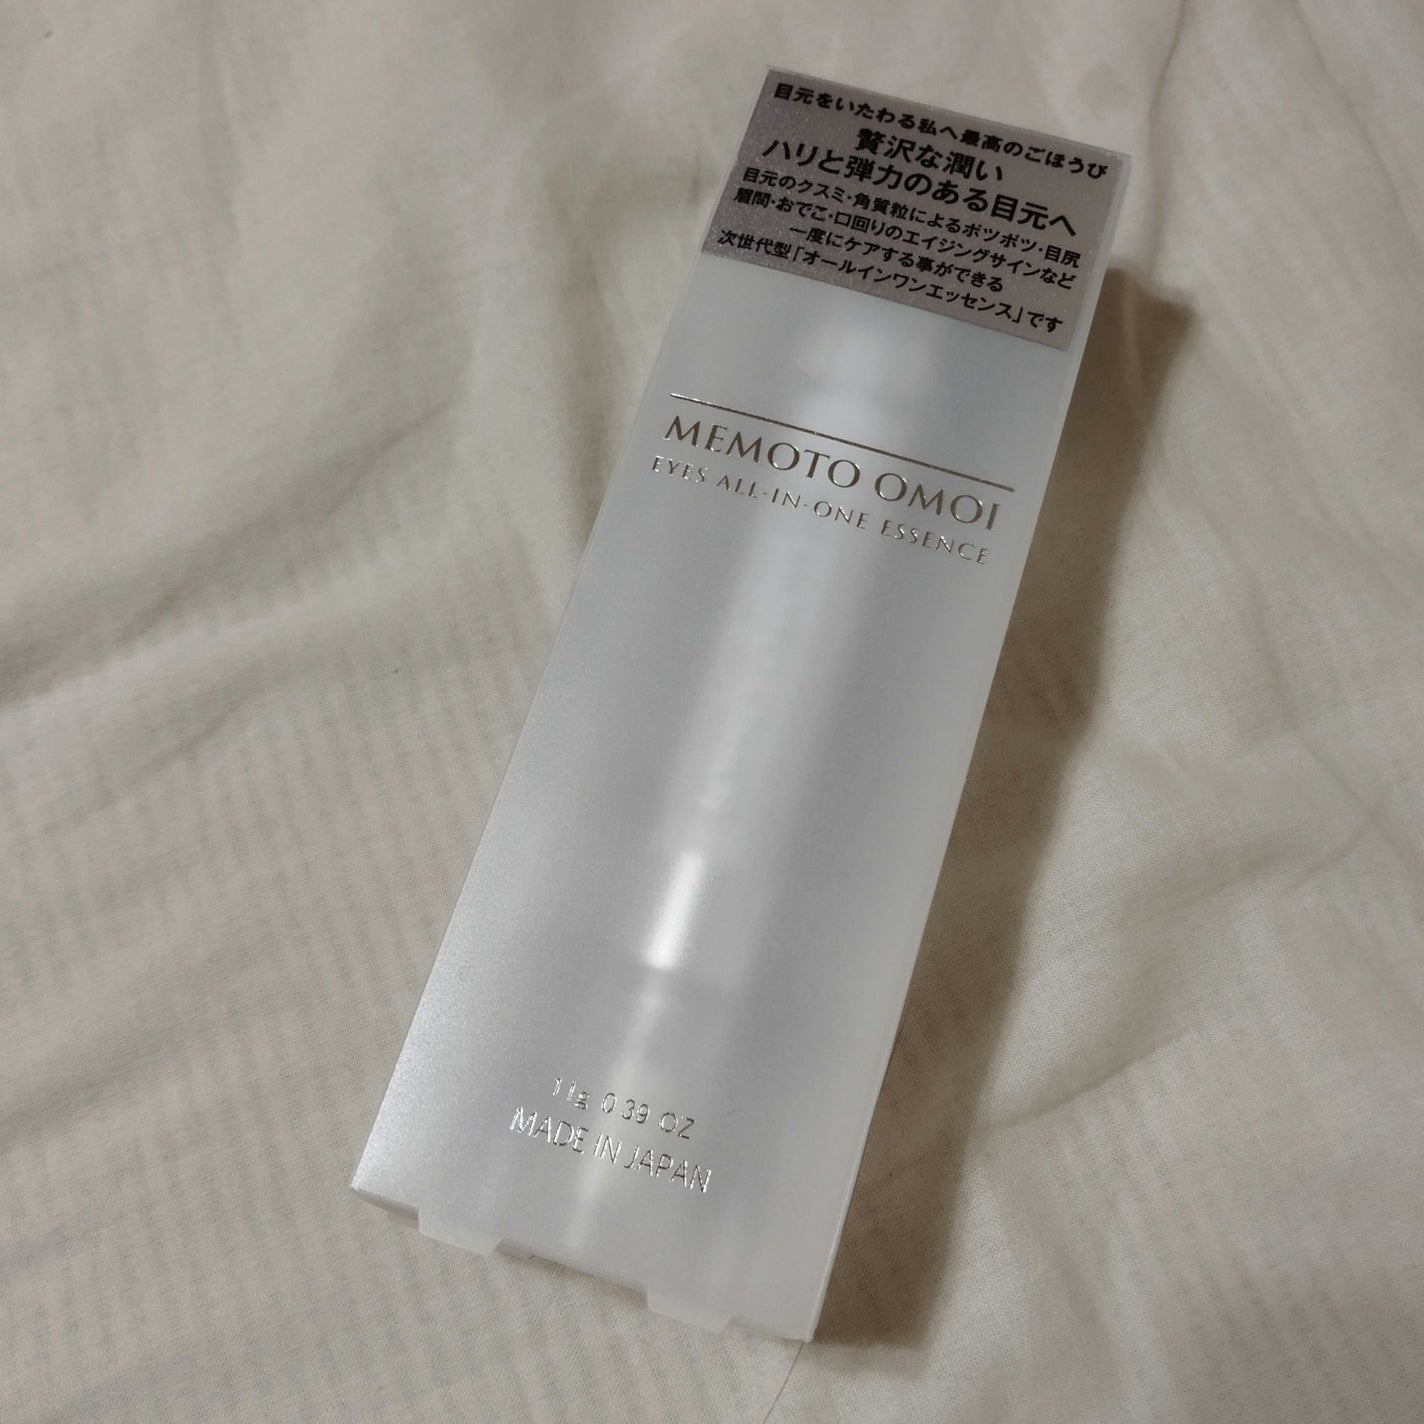 目元をいたわる私へ最高のごほうび
贅沢な潤い
ハリと弾力のある目元へ
目元のクスミ・角質粒によるポツポツ・目尻
眉間・おでこ・口回りのエイジングサインなど
一度にケアする事ができる
次世代型「オールインワンエッセンス」です
MEMOTO OMOI
EYES ALL-IN-ONE ESSENCE
11g 0.39 OZ
MADE IN JAPAN